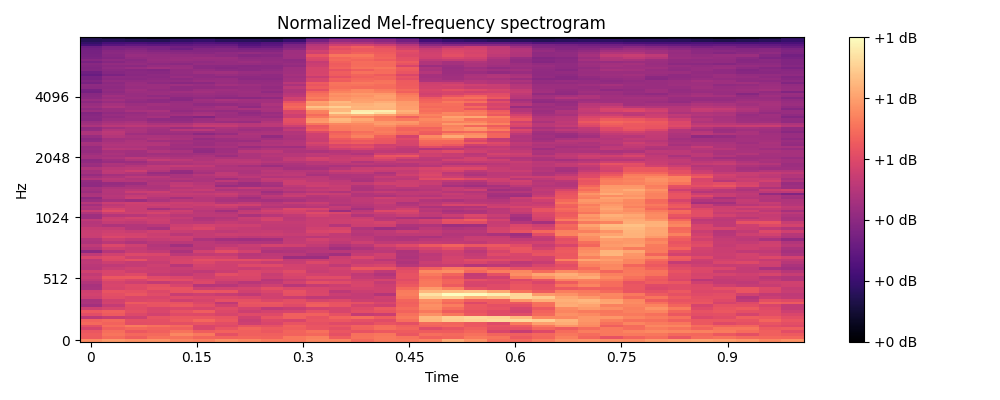 Normalized Mel-frequency spectrogram
Hz
4096
2048
1024
512
0
0 0.15 0.3 0.45 0.6 0.75 0.9
Time
+1 dB
+1 dB
+1 dB
+0 dB
+0 dB
+0 dB